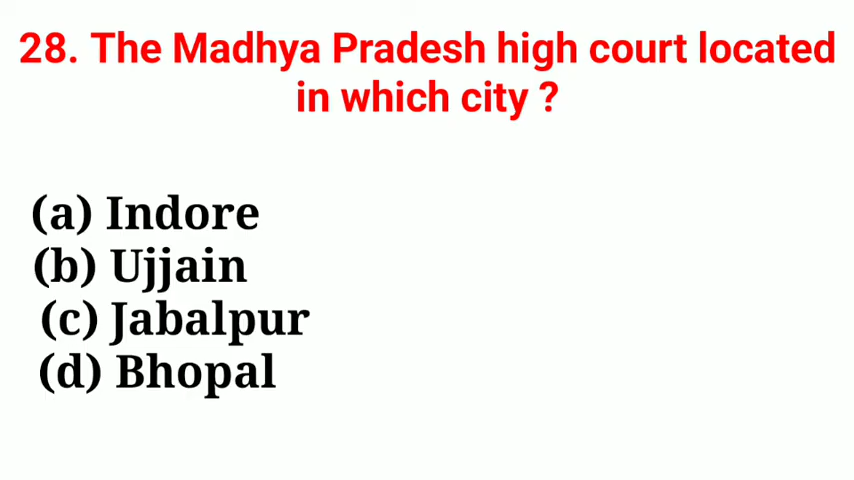 28. The Madhya Pradesh high court located
in which city ?
(a) Indore
(b) Ujjain
(c) Jabalpur
(d) Bhopal